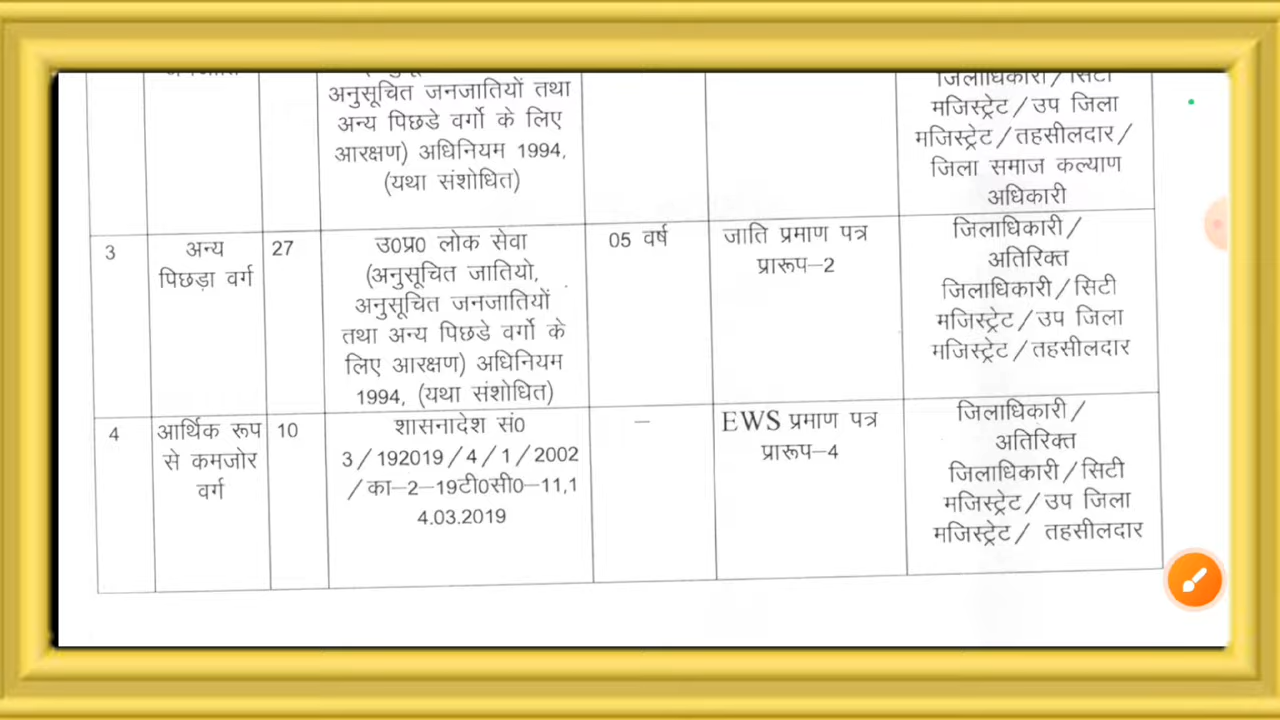 अनुसूचित जनजातियों तथा
अन्य पिछडे वर्गो के लिए
आरक्षण) अधिनियम 1994,
(यथा संशोधित)
जिलाधिकारी/सिटी
मजिस्ट्रेट/उप जिला
मजिस्ट्रेट/तहसीलदार/
जिला समाज कल्याण
अधिकारी
3
अन्य
पिछड़ा वर्ग
27
उ0प्र0 लोक सेवा
(अनुसूचित जातियो,
अनुसूचित जनजातियों
तथा अन्य पिछडे वर्गो के
लिए आरक्षण) अधिनियम
1994, (यथा संशोधित)
05 वर्ष
जाति प्रमाण पत्र
प्रारूप–2
जिलाधिकारी/
अतिरिक्त
जिलाधिकारी/सिटी
मजिस्ट्रेट/उप जिला
मजिस्ट्रेट/तहसीलदार
4
आर्थिक रूप
से कमजोर
वर्ग
10
शासनादेश सं0
3/192019/4/1/2002
/का–2–19टी0सी0–11,1
4.03.2019
–
EWS प्रमाण पत्र
प्रारूप–4
जिलाधिकारी/
अतिरिक्त
जिलाधिकारी/सिटी
मजिस्ट्रेट/उप जिला
मजिस्ट्रेट/ तहसीलदार